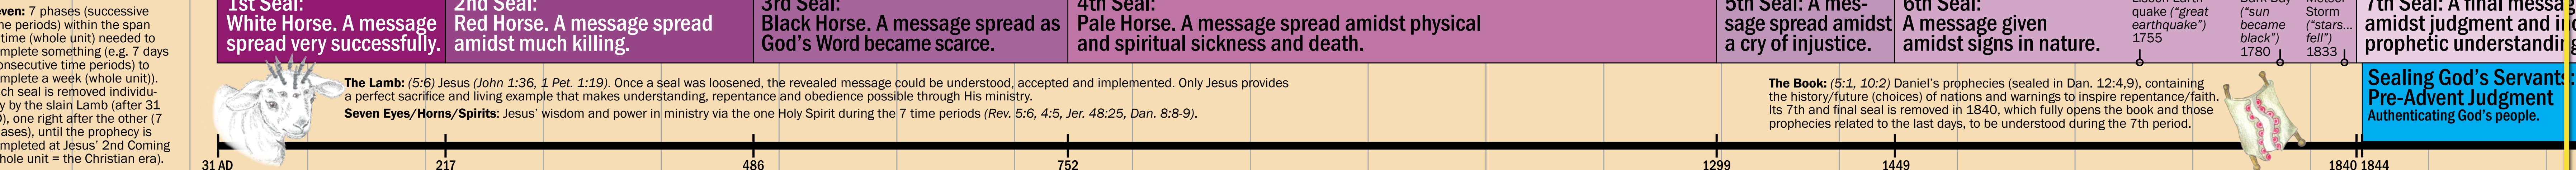 even: 7 phases (successive
me periods) within the span
time (whole unit) needed to
mplete something (e.g. 7 days
onsecutive time periods) to
mplete a week (whole unit)).
ch seal is removed individu-
y by the slain Lamb (after 31
), one right after the other (7
ases), until the prophecy is
mpleted at Jesus' 2nd Coming
hole unit = the Christian era).
1st Seal:
White Horse. A message
spread very successfully.
2nd Seal:
Red Horse. A message spread
amidst much killing.
3rd Seal:
Black Horse. A message spread as
God's Word became scarce.
4th Seal:
Pale Horse. A message spread amidst physical
and spiritual sickness and death.
5th Seal: A mes-
sage spread amidst
a cry of injustice.
6th Seal:
A message given
amidst signs in nature.
Lisbon Earth-
quake ("great
earthquake")
1755
Dark Day
("sun
became
black")
1780
Meteor
Storm
("stars...
fell")
1833
7th Seal: A final messa
amidst judgment and i
prophetic understandin
The Lamb: (5:6) Jesus (John 1:36, 1 Pet. 1:19). Once a seal was loosened, the revealed message could be understood, accepted and implemented. Only Jesus provides
a perfect sacrifice and living example that makes understanding, repentance and obedience possible through His ministry.
Seven Eyes/Horns/Spirits: Jesus' wisdom and power in ministry via the one Holy Spirit during the 7 time periods (Rev. 5:6, 4:5, Jer. 48:25, Dan. 8:8-9).
The Book: (5:1, 10:2) Daniel's prophecies (sealed in Dan. 12:4,9), containing
the history/future (choices) of nations and warnings to inspire repentance/faith.
Its 7th and final seal is removed in 1840, which fully opens the book and those
prophecies related to the last days, to be understood during the 7th period.
Sealing God's Servants:
Pre-Advent Judgment
Authenticating God's people.
31 AD
217
486
752
1299
1449
1840 1844